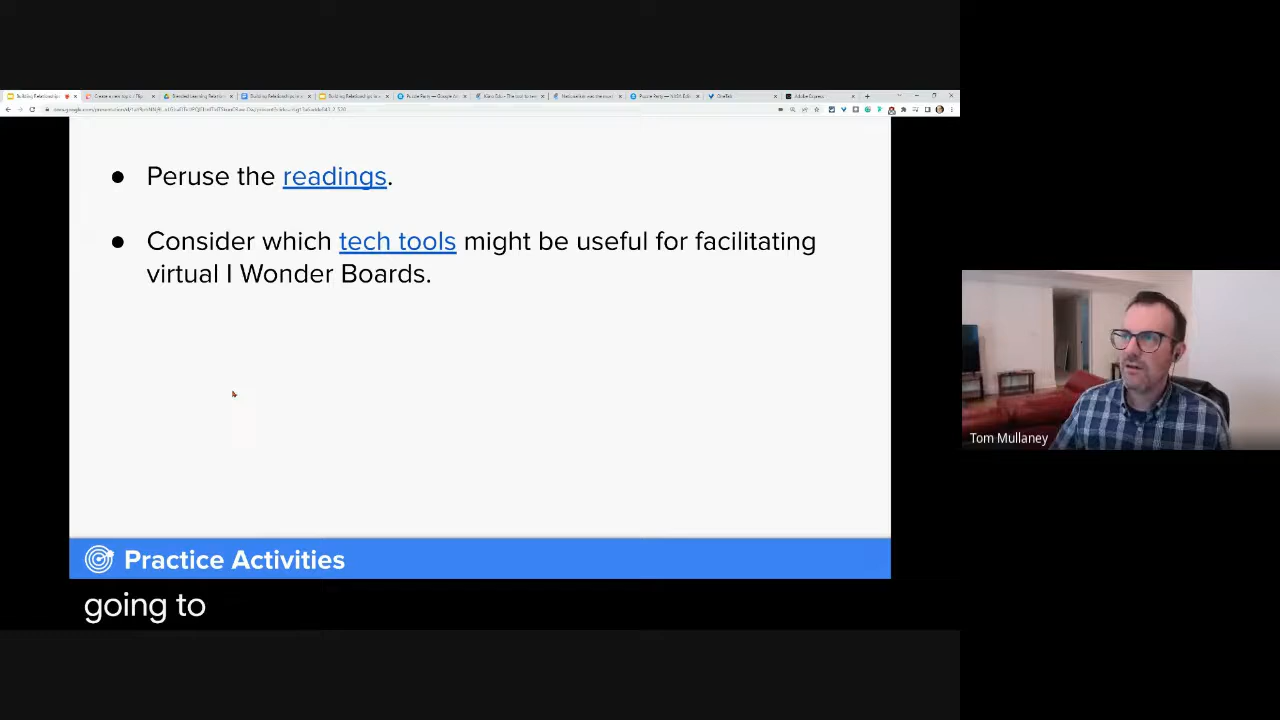 Peruse the readings.
Consider which tech tools might be useful for facilitating
virtual I Wonder Boards.
Practice Activities
going to
Tom Mullaney